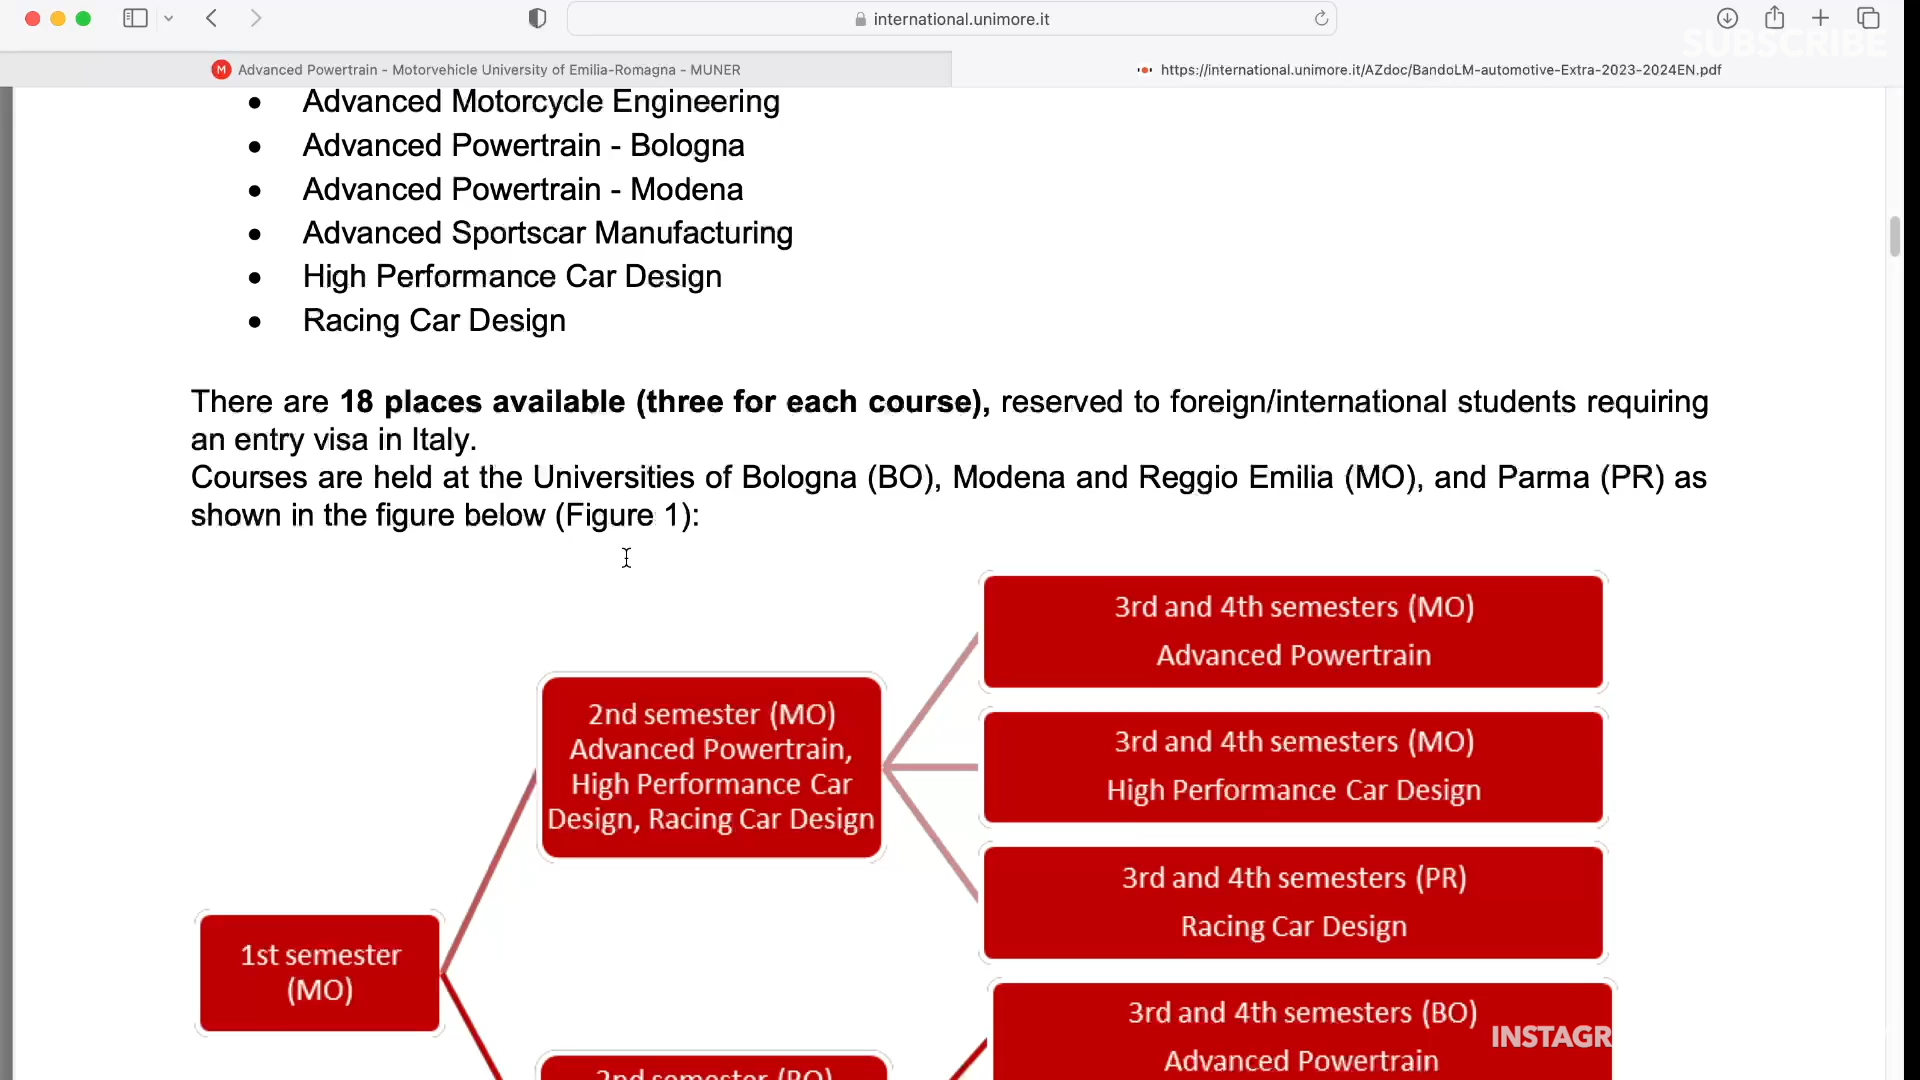 international.unimore.it
SUBSCRIBE
M Advanced Powertrain - Motorvehicle University of Emilia-Romagna - MUNER
https://international.unimore.it/AZdoc/BandoLM-automotive-Extra-2023-2024EN.pdf
• Advanced Motorcycle Engineering
• Advanced Powertrain - Bologna
• Advanced Powertrain - Modena
• Advanced Sportscar Manufacturing
• High Performance Car Design
• Racing Car Design
There are 18 places available (three for each course), reserved to foreign/international students requiring
an entry visa in Italy.
Courses are held at the Universities of Bologna (BO), Modena and Reggio Emilia (MO), and Parma (PR) as
shown in the figure below (Figure 1):
1st semester
(MO)
2nd semester (MO)
Advanced Powertrain,
High Performance Car
Design, Racing Car Design
3rd and 4th semesters (MO)
Advanced Powertrain
3rd and 4th semesters (MO)
High Performance Car Design
3rd and 4th semesters (PR)
Racing Car Design
2nd semester (BO)
3rd and 4th semesters (BO)
Advanced Powertrain
INSTAGR